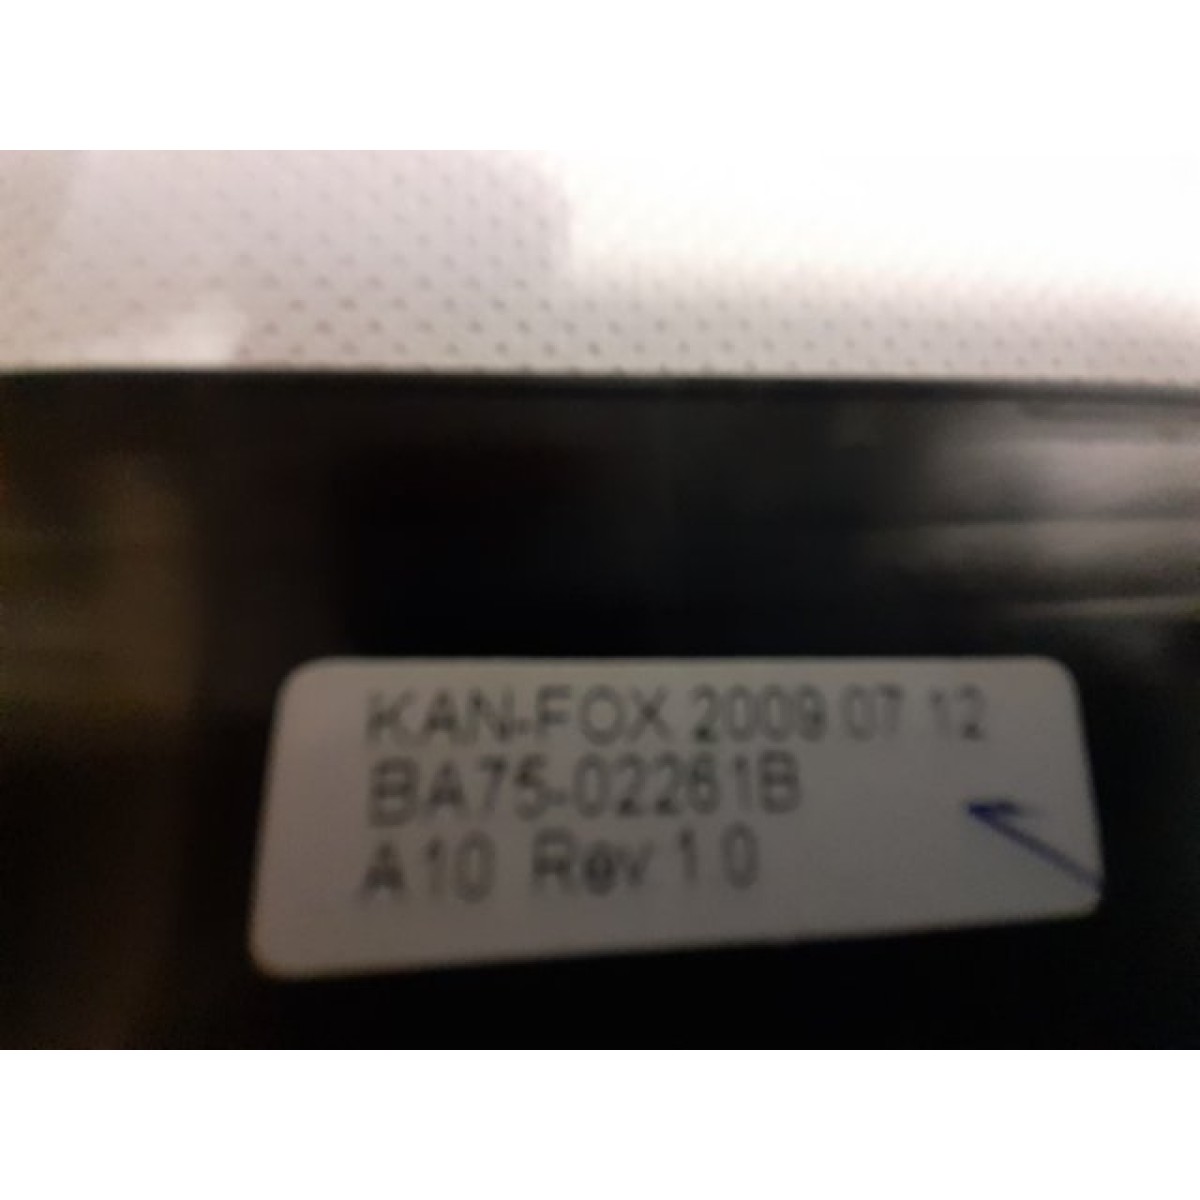 KAN-FOX 2009.07.12
BA75-02261B
A10 Rev 1.0